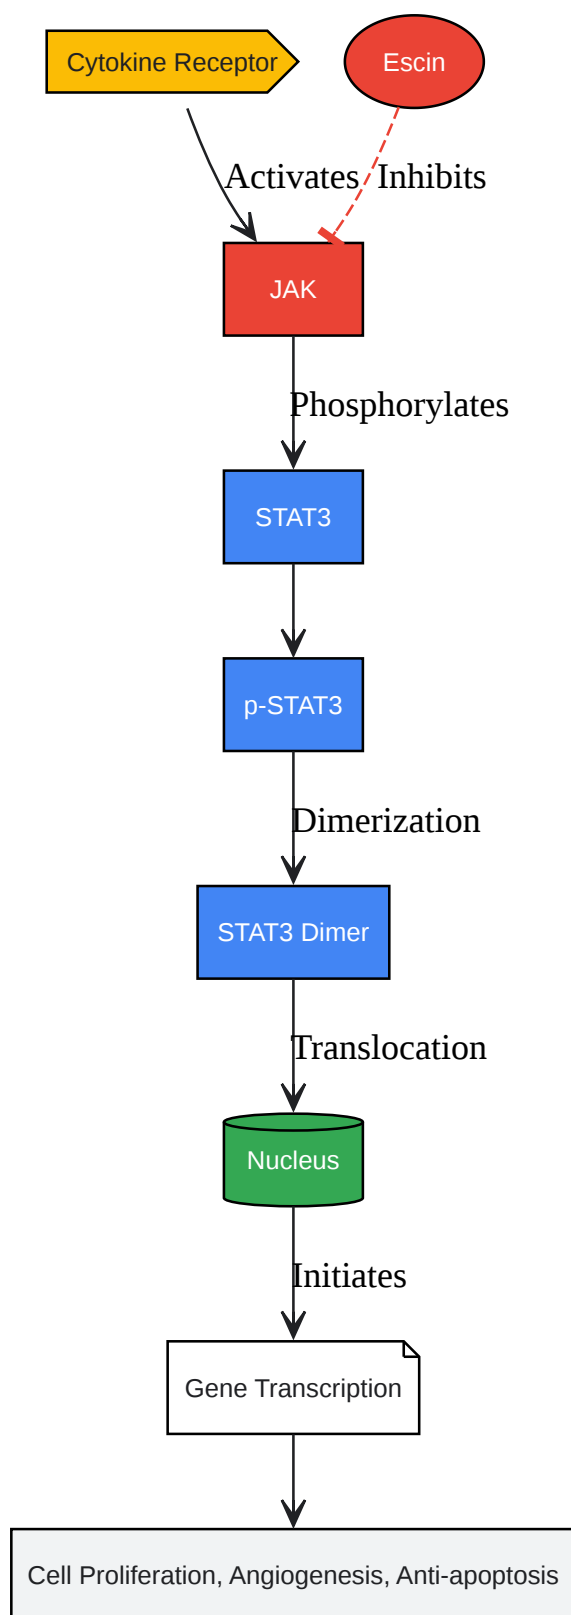 Cytokine Receptor
Escin
Activates
Inhibits
JAK
Phosphorylates
STAT3
p-STAT3
Dimerization
STAT3 Dimer
Translocation
Nucleus
Initiates
Gene Transcription
Cell Proliferation, Angiogenesis, Anti-apoptosis